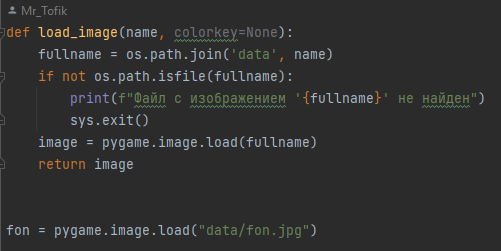 Mr_Tofik
def load_image(name, colorkey=None):
    fullname = os.path.join('data', name)
    if not os.path.isfile(fullname):
        print(f"Файл с изображением '{fullname}' не найден")
        sys.exit()
    image = pygame.image.load(fullname)
    return image
fon = pygame.image.load("data/fon.jpg")